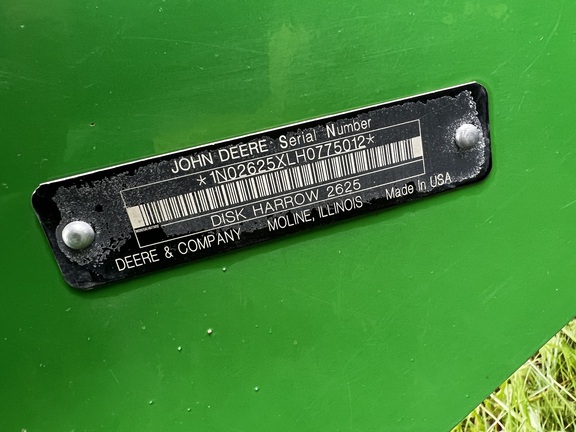 JOHN DEERE Serial Number
*1N02625XLH0775012*
DISK HARROW 2625
DEERE & COMPANY MOLINE, ILLINOIS Made In USA